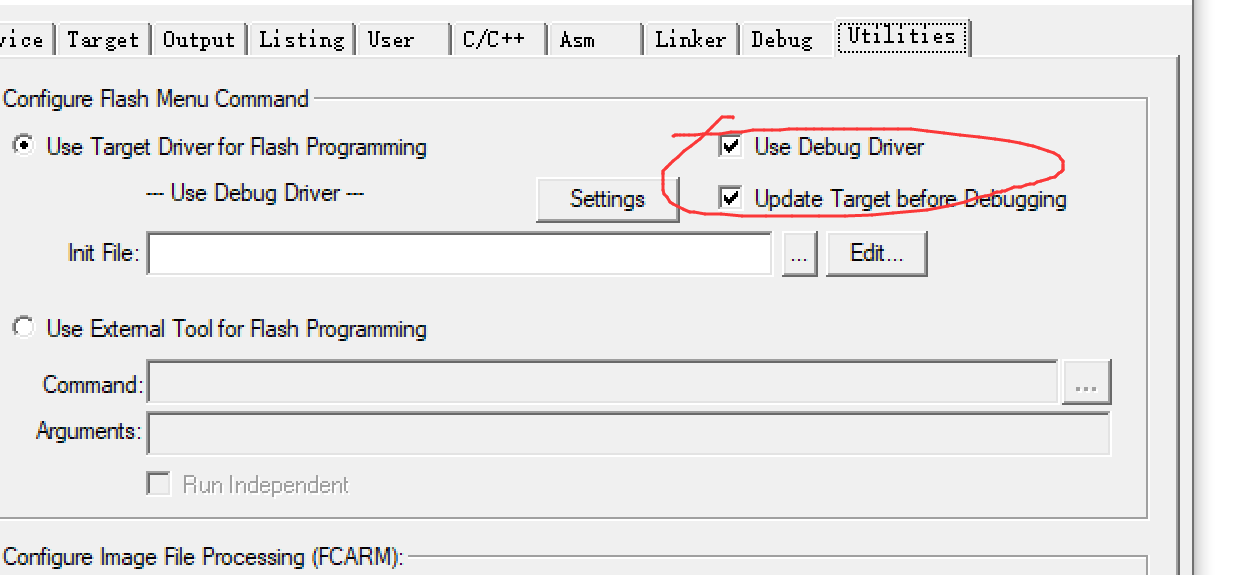 vice Target Output Listing User C/C++ Asm Linker Debug Utilities
Configure Flash Menu Command
Use Target Driver for Flash Programming Use Debug Driver
--- Use Debug Driver --- Settings Update Target before Debugging
Init File: ... Edit...
Use External Tool for Flash Programming
Command: ...
Arguments:
Run Independent
Configure Image File Processing (FCARM):